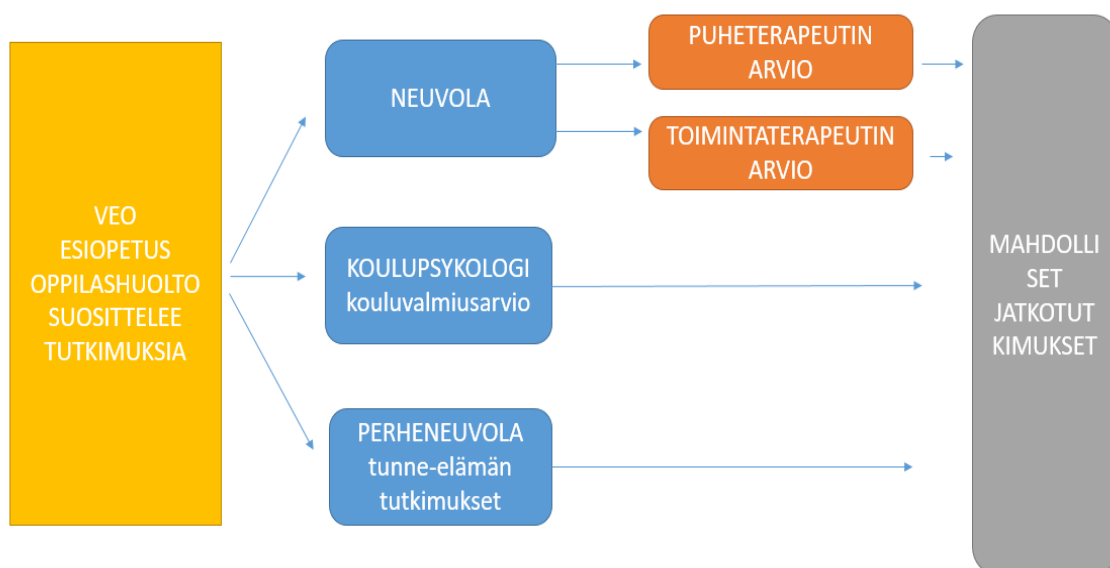 VEO
ESIOPETUS
OPPILASHUOLTO
SUOSITTELEE
TUTKIMUKSIA
NEUVOLA
PUHETERAPEUTIN
ARVIO
TOIMINTATERAPEUTIN
ARVIO
KOULUPSYKOLOGI
kouluvalmiusarvio
PERHENEUVOLA
tunne-elämän
tutkimukset
MAHDOLLI
SET
JATKOTUT
KIMUKSET